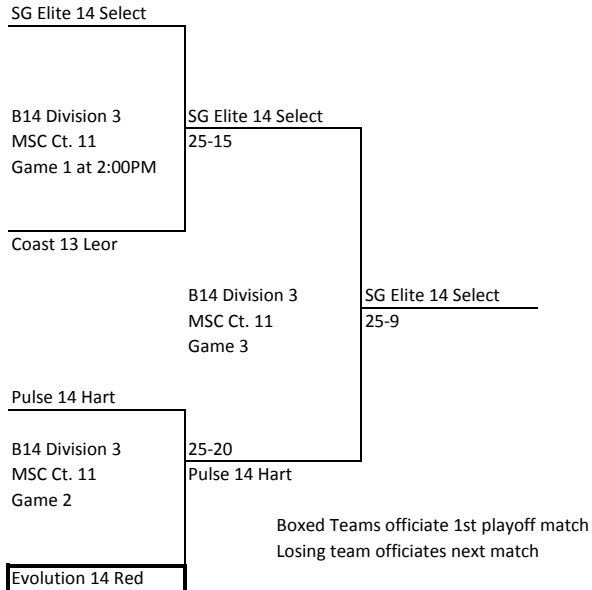 SG Elite 14 Select
B14 Division 3
MSC Ct. 11
Game 1 at 2:00PM
SG Elite 14 Select
25-15
Coast 13 Leor
B14 Division 3
MSC Ct. 11
Game 3
SG Elite 14 Select
25-9
Pulse 14 Hart
B14 Division 3
MSC Ct. 11
Game 2
25-20
Pulse 14 Hart
Boxed Teams officiate 1st playoff match
Losing team officiates next match
Evolution 14 Red